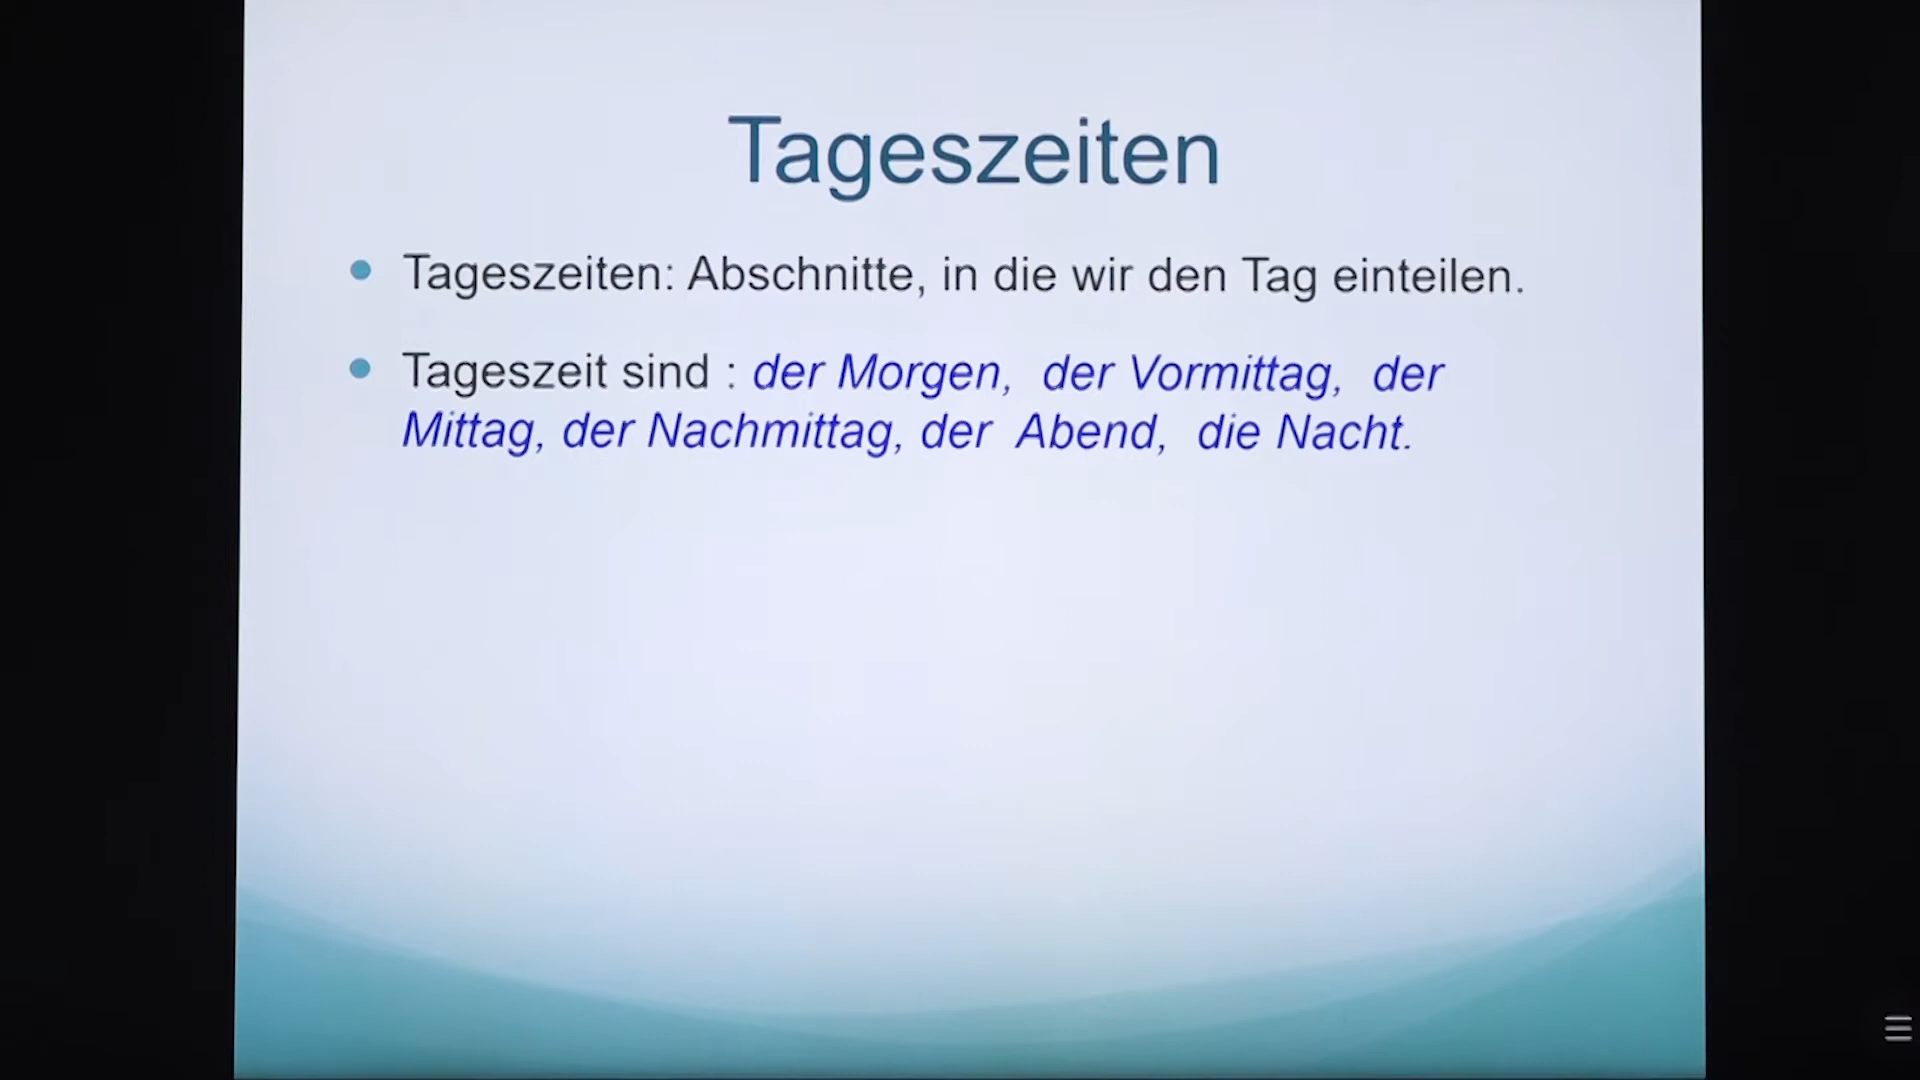 Tageszeiten
Tageszeiten: Abschnitte, in die wir den Tag einteilen.
Tageszeit sind : der Morgen, der Vormittag, der
Mittag, der Nachmittag, der Abend, die Nacht.